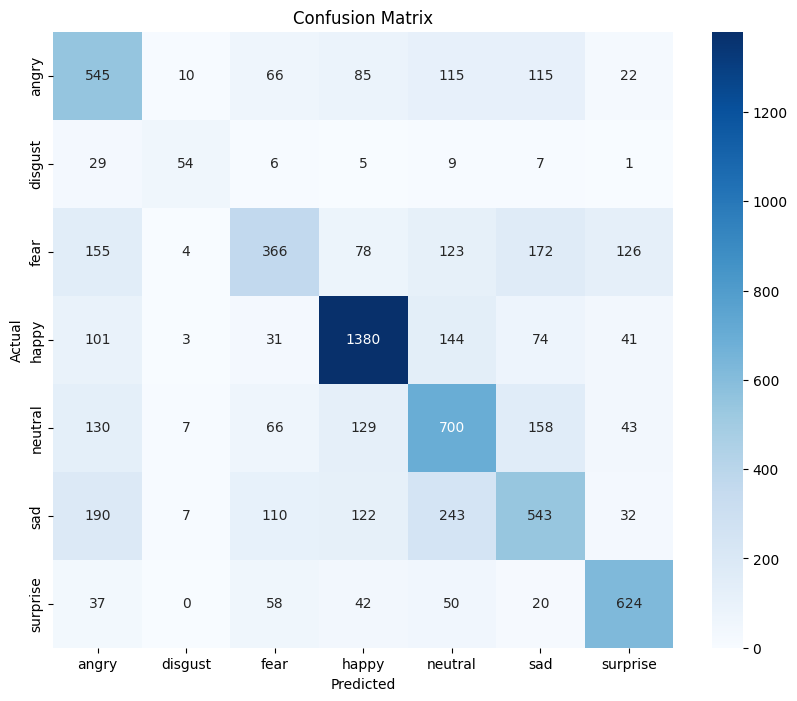 Confusion Matrix
angry 545 10 66 85 115 115 22
disgust 29 54 6 5 9 7 1
fear 155 4 366 78 123 172 126
happy 101 3 31 1380 144 74 41
neutral 130 7 66 129 700 158 43
sad 190 7 110 122 243 543 32
surprise 37 0 58 42 50 20 624
angry disgust fear happy neutral sad surprise
Predicted
Actual
1200
1000
800
600
400
200
0